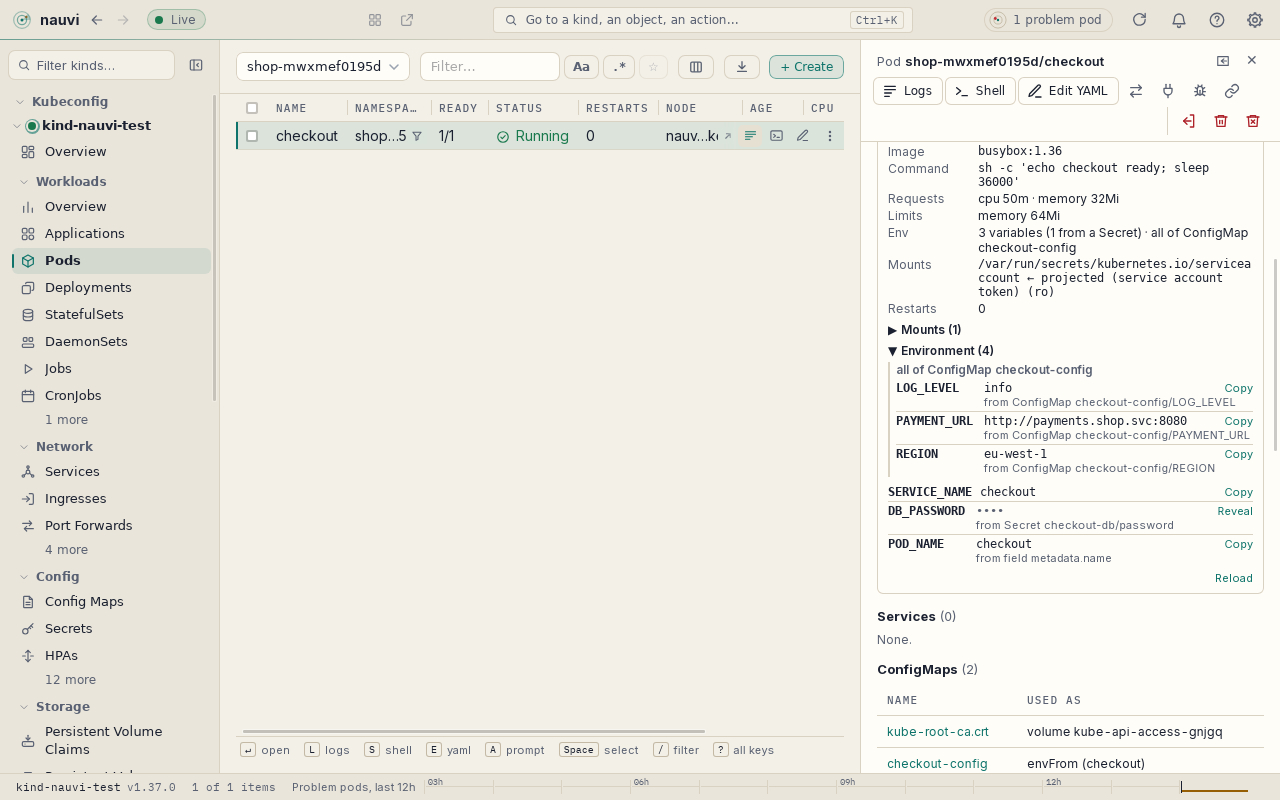 nauvi
Live
Go to a kind, an object, an action...
Ctrl+K
1 problem pod
Filter kinds...
Kubeconfig
kind-nauvi-test
Overview
Workloads
Overview
Applications
Pods
Deployments
StatefulSets
DaemonSets
Jobs
CronJobs
1 more
Network
Services
Ingresses
Port Forwards
4 more
Config
Config Maps
Secrets
HPAs
12 more
Storage
Persistent Volume
Claims
shop-mwxmef0195d
Filter...
Aa
.*
+ Create
NAME NAMESPA... READY STATUS RESTARTS NODE AGE CPU
checkout shop...5 1/1 Running 0 nauv...k
↵ open L logs S shell E yaml A prompt Space select / filter ? all keys
Pod shop-mwxmef0195d/checkout
Logs
Shell
Edit YAML
Image busybox:1.36
Command sh -c 'echo checkout ready; sleep
36000'
Requests cpu 50m · memory 32Mi
Limits memory 64Mi
Env 3 variables (1 from a Secret) · all of ConfigMap
checkout-config
Mounts /var/run/secrets/kubernetes.io/servicea
ccount ← projected (service account
token) (ro)
Restarts 0
▶ Mounts (1)
▼ Environment (4)
all of ConfigMap checkout-config
LOG_LEVEL info Copy
from ConfigMap checkout-config/LOG_LEVEL
PAYMENT_URL http://payments.shop.svc:8080 Copy
from ConfigMap checkout-config/PAYMENT_URL
REGION eu-west-1 Copy
from ConfigMap checkout-config/REGION
SERVICE_NAME checkout Copy
DB_PASSWORD •••• Reveal
from Secret checkout-db/password
POD_NAME checkout Copy
from field metadata.name
Reload
Services (0)
None.
ConfigMaps (2)
NAME USED AS
kube-root-ca.crt volume kube-api-access-gnjgq
checkout-config envFrom (checkout)
kind-nauvi-test v1.37.0 1 of 1 items Problem pods, last 12h 03h 06h 09h 12h